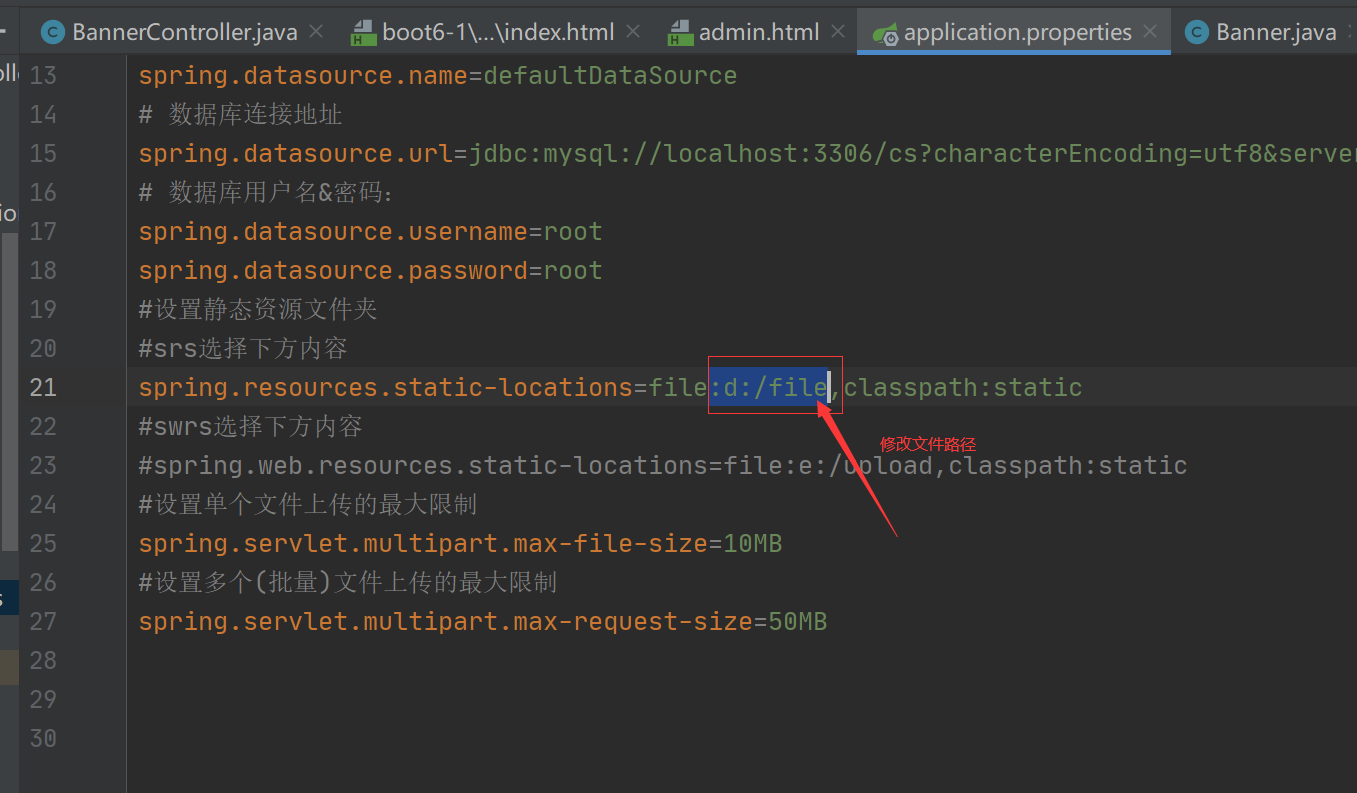 BannerController.java boot6-1\...\index.html admin.html application.properties Banner.java
13 spring.datasource.name=defaultDataSource
14 # 数据库连接地址
15 spring.datasource.url=jdbc:mysql://localhost:3306/cs?characterEncoding=utf8&server
16 # 数据库用户名&密码:
17 spring.datasource.username=root
18 spring.datasource.password=root
19 #设置静态资源文件夹
20 #srs选择下方内容
21 spring.resources.static-locations=file:d:/file,classpath:static
22 #swrs选择下方内容
修改文件路径
23 #spring.web.resources.static-locations=file:e:/upload,classpath:static
24 #设置单个文件上传的最大限制
25 spring.servlet.multipart.max-file-size=10MB
26 #设置多个(批量)文件上传的最大限制
27 spring.servlet.multipart.max-request-size=50MB
28
29
30